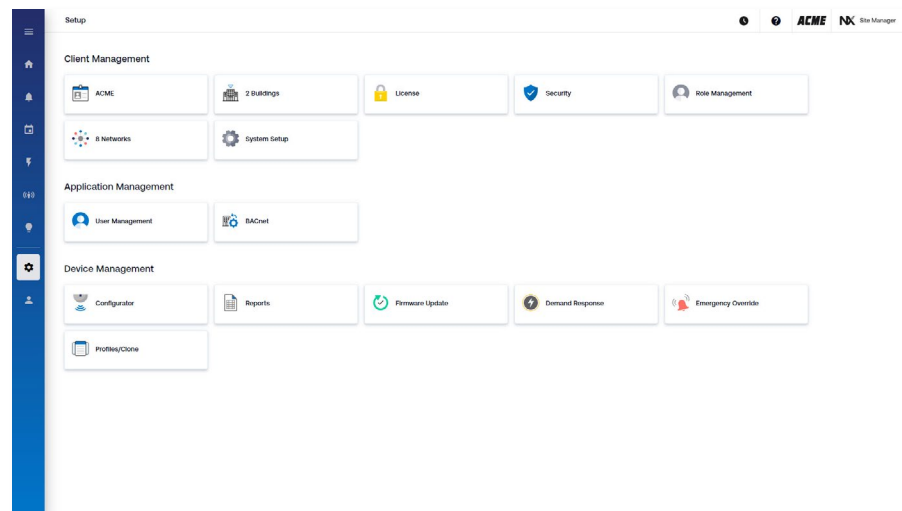 Setup
ACME
NX Site Manager
Client Management
ACME
2 Buildings
License
Security
Role Management
8 Networks
System Setup
Application Management
User Management
BACnet
Device Management
Configurator
Reports
Firmware Update
Demand Response
Emergency Override
Profiles/Clone